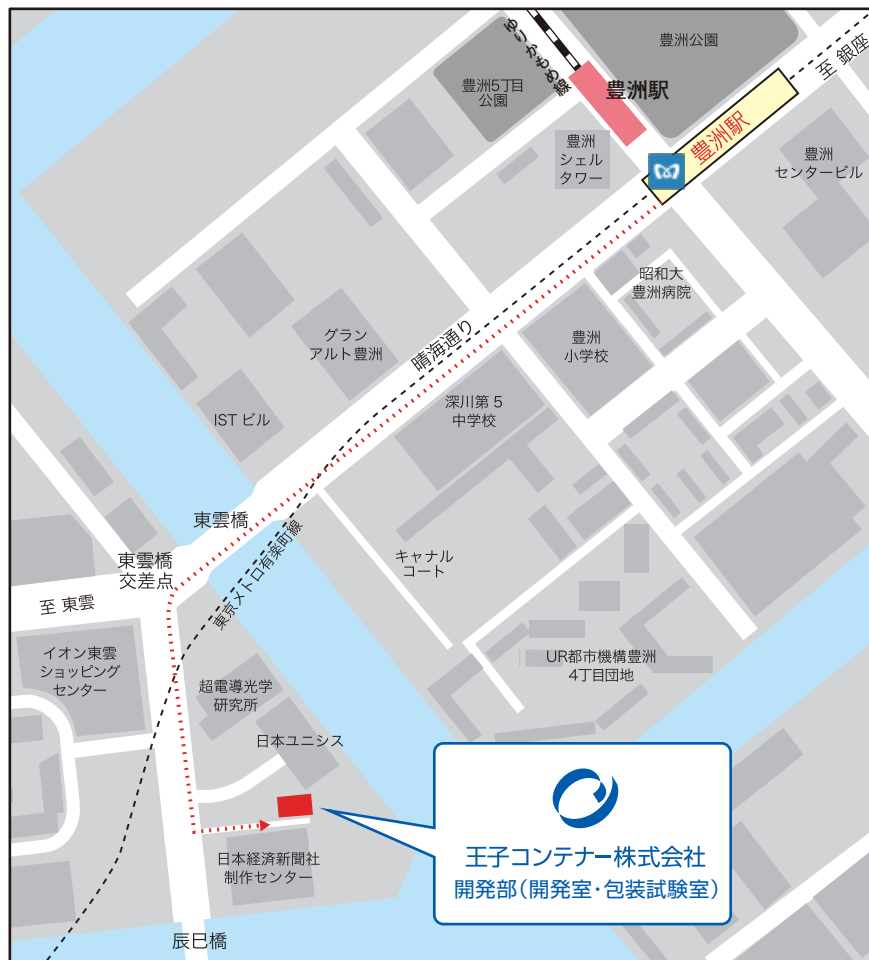 ゆりかもめ線
豊洲公園
至 銀座
豊洲5丁目
公園
豊洲駅
豊洲駅
豊洲
シェル
タワー
豊洲
センタービル
昭和大
豊洲病院
グラン
アルト豊洲
晴海通り
豊洲
小学校
IST ビル
深川第 5
中学校
東雲橋
東雲橋
交差点
キャナル
コート
東京メトロ有楽町線
至 東雲
イオン東雲
ショッピング
センター
超電導光学
研究所
UR都市機構豊洲
4丁目団地
日本ユニシス
日本経済新聞社
制作センター
王子コンテナー株式会社
開発部(開発室・包装試験室)
辰巳橋